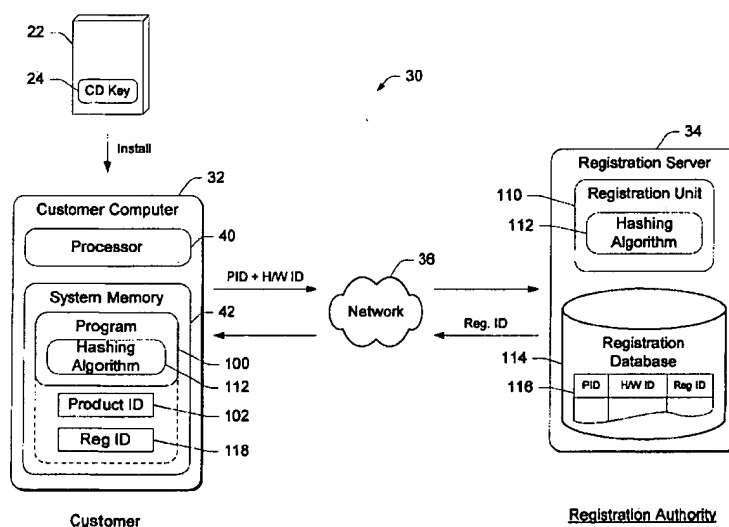 22
24
CD Key
30
Install
32
34
Customer Computer
Processor
40
System Memory
42
Program
Hashing
Algorithm
100
112
Product ID
102
Reg ID
118
Customer
PID + H/W ID
36
Network
Reg. ID
Registration Server
110
Registration Unit
112
Hashing
Algorithm
114
Registration
Database
116
PID
H/W ID
Reg ID
Registration Authority